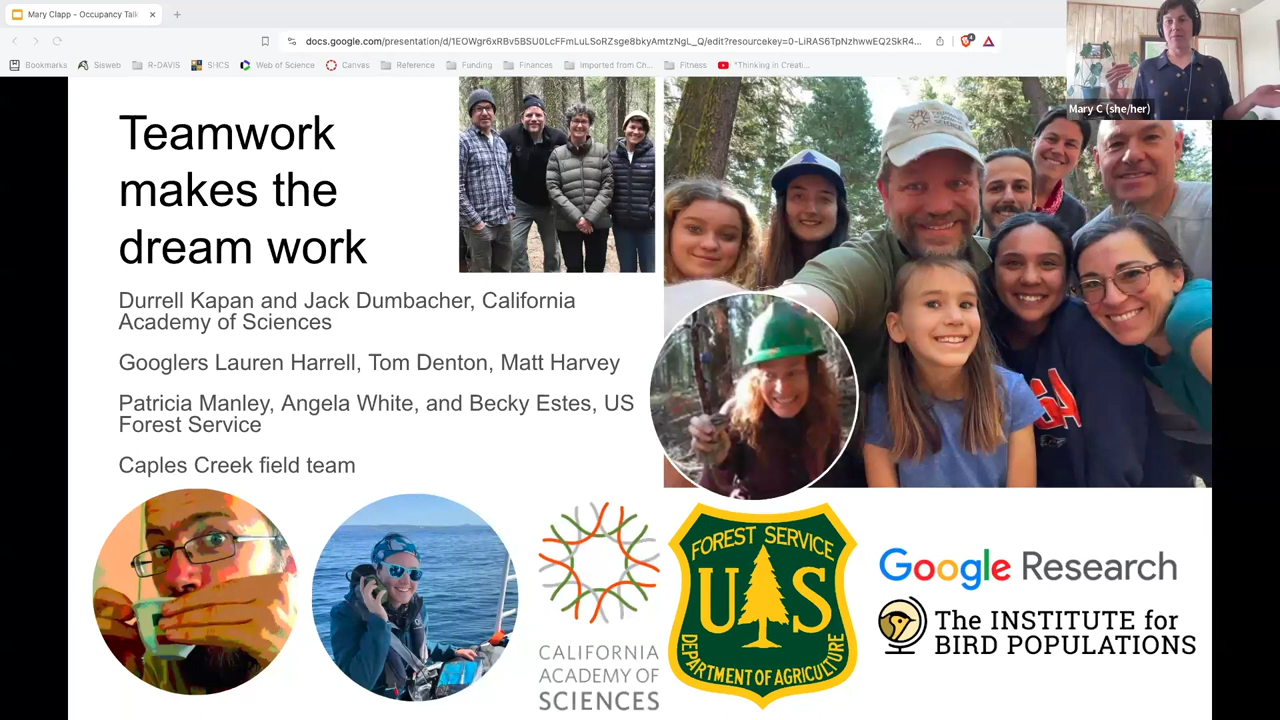 Mary Clapp - Occupancy Talk
docs.google.com/presentation/d/1EOWgr6xRBv5BSU0LcFFmLuLSoRZsge8bkyAmtzNgL_Q/edit?resourcekey=0-LiRAS6TpNzhwwEQ2SkR4...
Bookmarks Sisweb R-DAVIS SHCS Web of Science Canvas Reference Funding Finances Imported from Ch... Fitness "Thinking in Creati...
Mary C (she/her)
Teamwork
makes the
dream work
Durrell Kapan and Jack Dumbacher, California
Academy of Sciences
Googlers Lauren Harrell, Tom Denton, Matt Harvey
Patricia Manley, Angela White, and Becky Estes, US
Forest Service
Caples Creek field team
CALIFORNIA
ACADEMY OF
SCIENCES
FOREST SERVICE
US
DEPARTMENT OF AGRICULTURE
Google Research
The INSTITUTE for
BIRD POPULATIONS